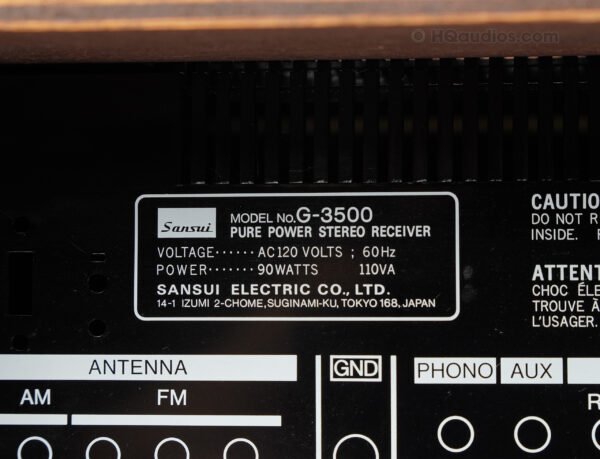 © HQaudios.com
Sansui MODEL No. G-3500
PURE POWER STEREO RECEIVER
VOLTAGE······AC120 VOLTS ; 60Hz
POWER·······90WATTS 110VA
SANSUI ELECTRIC CO., LTD.
14-1 IZUMI 2-CHOME, SUGINAMI-KU, TOKYO 168, JAPAN
CAUTIO
DO NOT R
INSIDE.
ATTENT
CHOC ÉLE
TROUVE À
L'USAGER.
ANTENNA
GND
PHONO AUX
AM FM
R